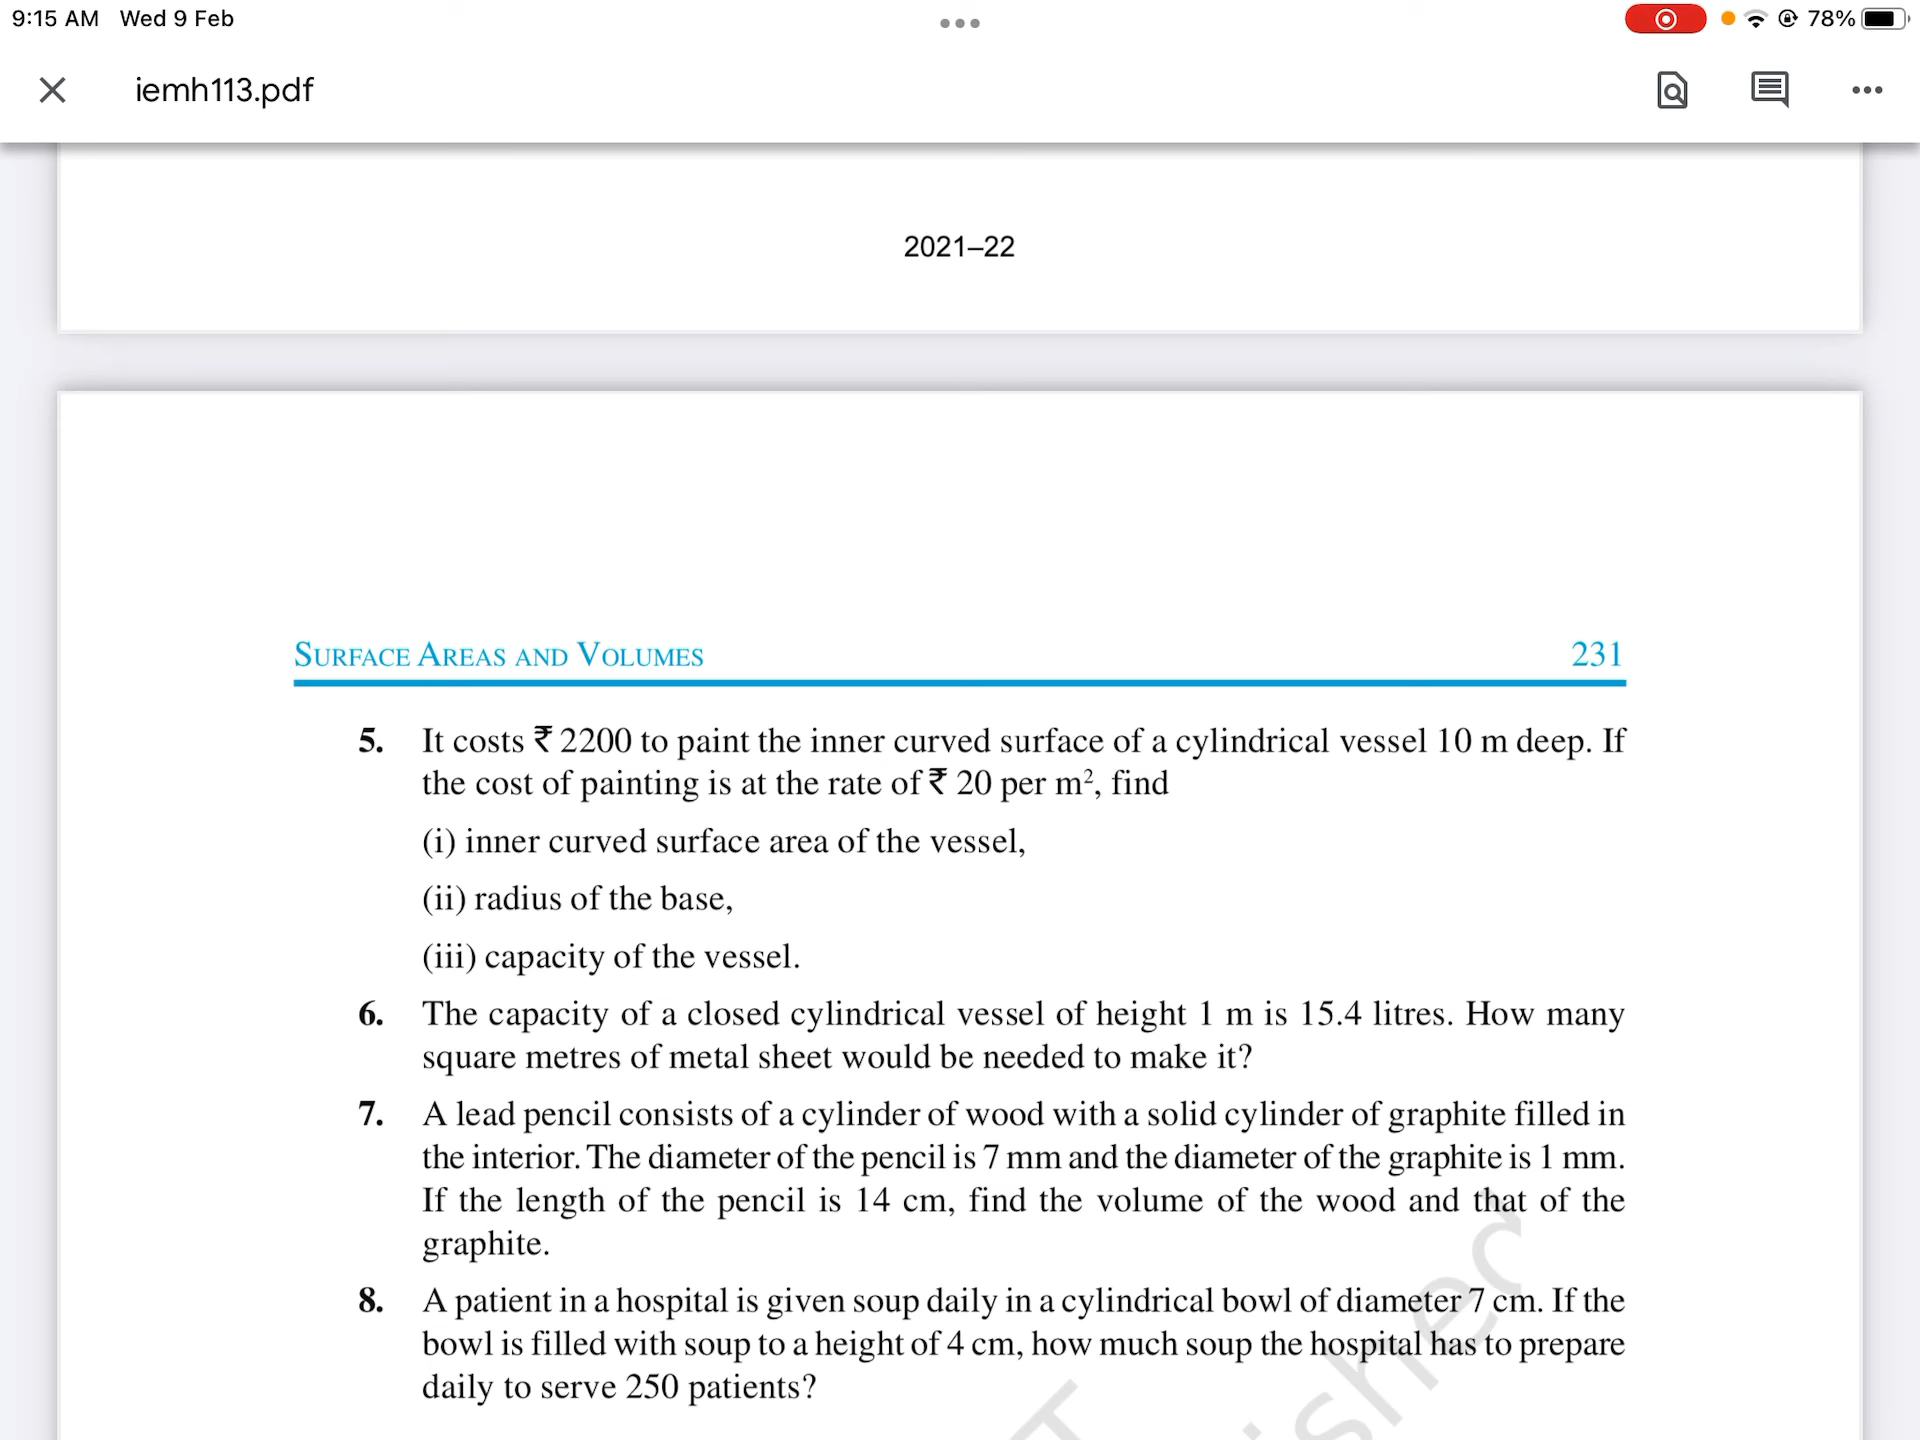 9:15 AM Wed 9 Feb
78%
iemh113.pdf
2021–22
SURFACE AREAS AND VOLUMES 231
5. It costs ₹ 2200 to paint the inner curved surface of a cylindrical vessel 10 m deep. If
the cost of painting is at the rate of ₹ 20 per m², find
(i) inner curved surface area of the vessel,
(ii) radius of the base,
(iii) capacity of the vessel.
6. The capacity of a closed cylindrical vessel of height 1 m is 15.4 litres. How many
square metres of metal sheet would be needed to make it?
7. A lead pencil consists of a cylinder of wood with a solid cylinder of graphite filled in
the interior. The diameter of the pencil is 7 mm and the diameter of the graphite is 1 mm.
If the length of the pencil is 14 cm, find the volume of the wood and that of the
graphite.
8. A patient in a hospital is given soup daily in a cylindrical bowl of diameter 7 cm. If the
bowl is filled with soup to a height of 4 cm, how much soup the hospital has to prepare
daily to serve 250 patients?